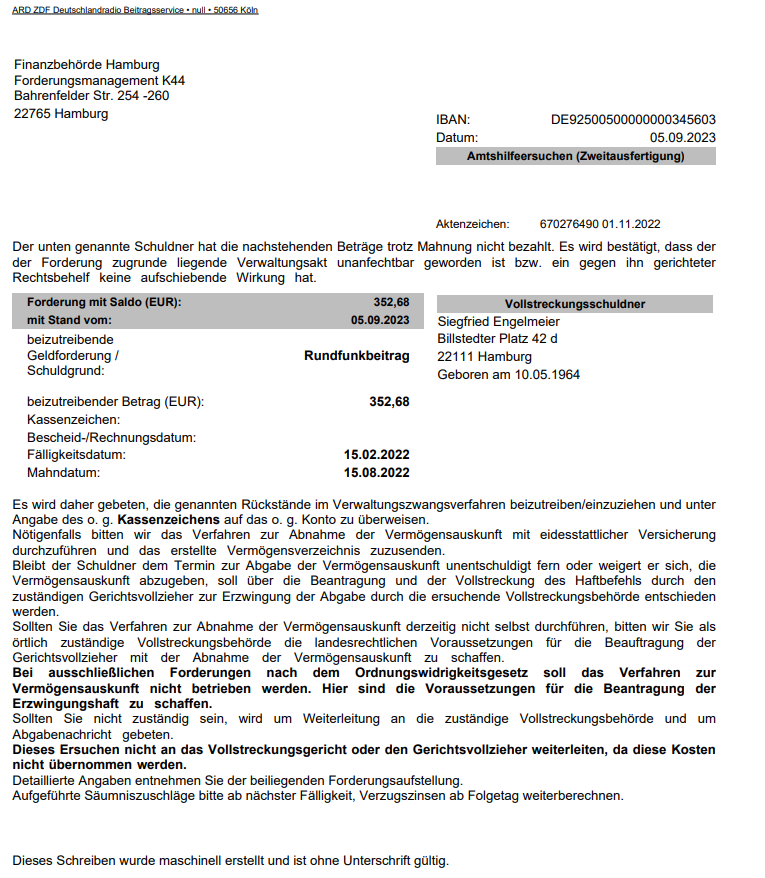 ARD ZDF Deutschlandradio Beitragsservice • null • 50656 Köln
Finanzbehörde Hamburg
Forderungsmanagement K44
Bahrenfelder Str. 254 -260
22765 Hamburg
IBAN: DE92500500000000345603
Datum: 05.09.2023
Amtshilfeersuchen (Zweitausfertigung)
Aktenzeichen: 670276490 01.11.2022
Der unten genannte Schuldner hat die nachstehenden Beträge trotz Mahnung nicht bezahlt. Es wird bestätigt, dass der
der Forderung zugrunde liegende Verwaltungsakt unanfechtbar geworden ist bzw. ein gegen ihn gerichteter
Rechtsbehelf keine aufschiebende Wirkung hat.
Forderung mit Saldo (EUR): 352,68
mit Stand vom: 05.09.2023
beizutreibende
Geldforderung / Rundfunkbeitrag
Schuldgrund:
beizutreibender Betrag (EUR): 352,68
Kassenzeichen:
Bescheid-/Rechnungsdatum:
Fälligkeitsdatum: 15.02.2022
Mahndatum: 15.08.2022
Vollstreckungsschuldner
Siegfried Engelmeier
Billstedter Platz 42 d
22111 Hamburg
Geboren am 10.05.1964
Es wird daher gebeten, die genannten Rückstände im Verwaltungszwangsverfahren beizutreiben/einzuziehen und unter
Angabe des o. g. Kassenzeichens auf das o. g. Konto zu überweisen.
Nötigenfalls bitten wir das Verfahren zur Abnahme der Vermögensauskunft mit eidesstattlicher Versicherung
durchzuführen und das erstellte Vermögensverzeichnis zuzusenden.
Bleibt der Schuldner dem Termin zur Abgabe der Vermögensauskunft unentschuldigt fern oder weigert er sich, die
Vermögensauskunft abzugeben, soll über die Beantragung und der Vollstreckung des Haftbefehls durch den
zuständigen Gerichtsvollzieher zur Erzwingung der Abgabe durch die ersuchende Vollstreckungsbehörde entschieden
werden.
Sollten Sie das Verfahren zur Abnahme der Vermögensauskunft derzeitig nicht selbst durchführen, bitten wir Sie als
örtlich zuständige Vollstreckungsbehörde die landesrechtlichen Voraussetzungen für die Beauftragung der
Gerichtsvollzieher mit der Abnahme der Vermögensauskunft zu schaffen.
Bei ausschließlichen Forderungen nach dem Ordnungswidrigkeitsgesetz soll das Verfahren zur
Vermögensauskunft nicht betrieben werden. Hier sind die Voraussetzungen für die Beantragung der
Erzwingungshaft zu schaffen.
Sollten Sie nicht zuständig sein, wird um Weiterleitung an die zuständige Vollstreckungsbehörde und um
Abgabenachricht gebeten.
Dieses Ersuchen nicht an das Vollstreckungsgericht oder den Gerichtsvollzieher weiterleiten, da diese Kosten
nicht übernommen werden.
Detaillierte Angaben entnehmen Sie der beiliegenden Forderungsaufstellung.
Aufgeführte Säumniszuschläge bitte ab nächster Fälligkeit, Verzugszinsen ab Folgetag weiterberechnen.
Dieses Schreiben wurde maschinell erstellt und ist ohne Unterschrift gültig.